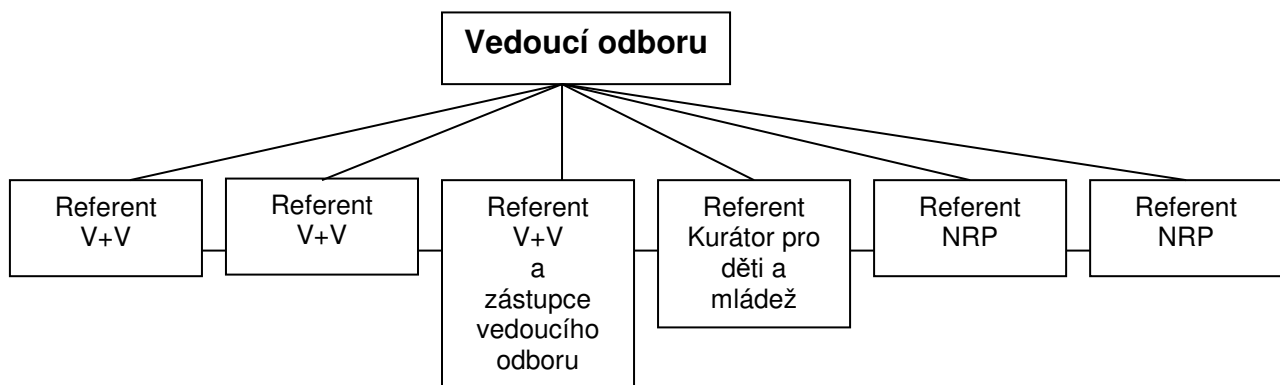 Vedoucí odboru
Referent
V+V
Referent
V+V
Referent
V+V
a
zástupce
vedoucího
odboru
Referent
Kurátor pro
děti a
mládež
Referent
NRP
Referent
NRP